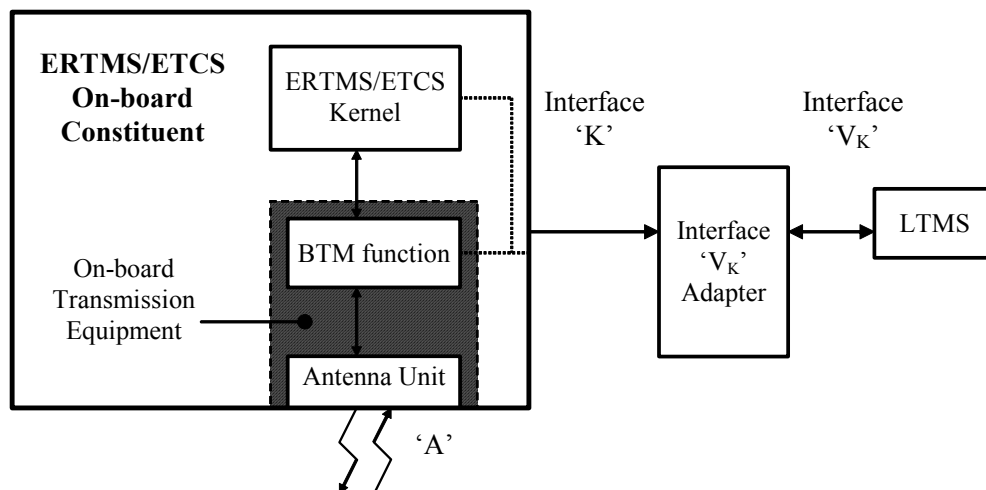 ERTMS/ETCS
On-board
Constituent
ERTMS/ETCS
Kernel
BTM function
On-board
Transmission
Equipment
Antenna Unit
‘A’
Interface
‘K’
Interface
‘VK’
Interface
‘VK’
Adapter
LTMS